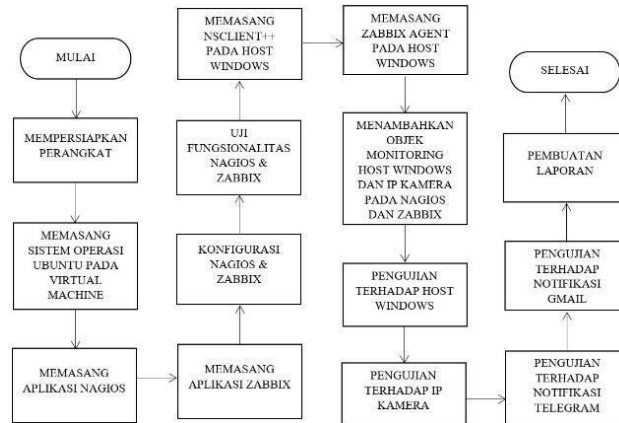 MULAI
MEMPERSIAPKAN
PERANGKAT
MEMASANG
SISTEM OPERASI
UBUNTU PADA
VIRTUAL
MACHINE
MEMASANG
APLIKASI NAGIOS
MEMASANG
APLIKASI ZABBIX
KONFIGURASI
NAGIOS & ZABBIX
UJI
FUNGSIONALITAS
NAGIOS &
ZABBIX
MEMASANG
NSCLIENT++
PADA HOST
WINDOWS
MEMASANG
ZABBIX AGENT
PADA HOST
WINDOWS
MENAMBAHKAN
OBJEK
MONITORING
HOST WINDOWS
DAN IP KAMERA
PADA NAGIOS
DAN ZABBIX
PENGUJIAN
TERHADAP HOST
WINDOWS
PENGUJIAN
TERHADAP IP
KAMERA
PENGUJIAN
TERHADAP
NOTIFIKASI
TELEGRAM
PENGUJIAN
TERHADAP
NOTIFIKASI
GMAIL
PEMBUATAN
LAPORAN
SELESAI